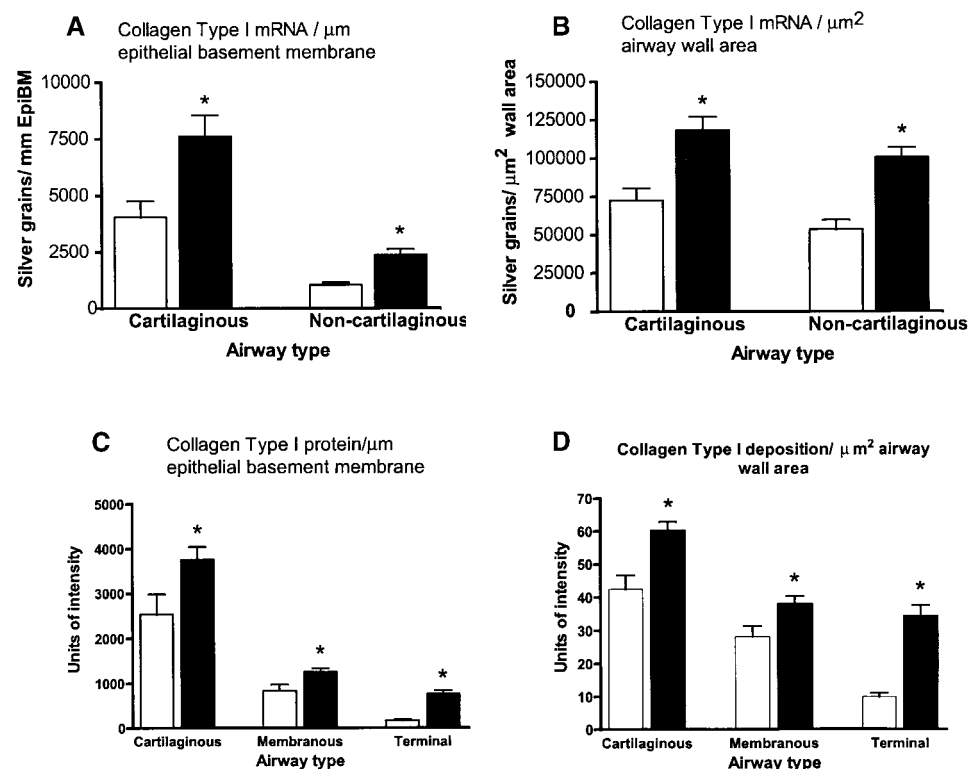 A
Collagen Type I mRNA / μm
epithelial basement membrane
Silver grains/ mm EpiBM
10000
7500
5000
2500
0
*
*
Cartilaginous
Non-cartilaginous
Airway type
B
Collagen Type I mRNA / μm²
airway wall area
Silver grains/ μm² wall area
150000
125000
100000
75000
50000
25000
0
*
*
Cartilaginous
Non-cartilaginous
Airway type
C
Collagen Type I protein/μm
epithelial basement membrane
Units of intensity
5000
4000
3000
2000
1000
0
*
*
*
Cartilaginous
Membranous
Terminal
Airway type
D
Collagen Type I deposition/ μm² airway
wall area
Units of intensity
70
60
50
40
30
20
10
0
*
*
*
Cartilaginous
Membranous
Terminal
Airway type